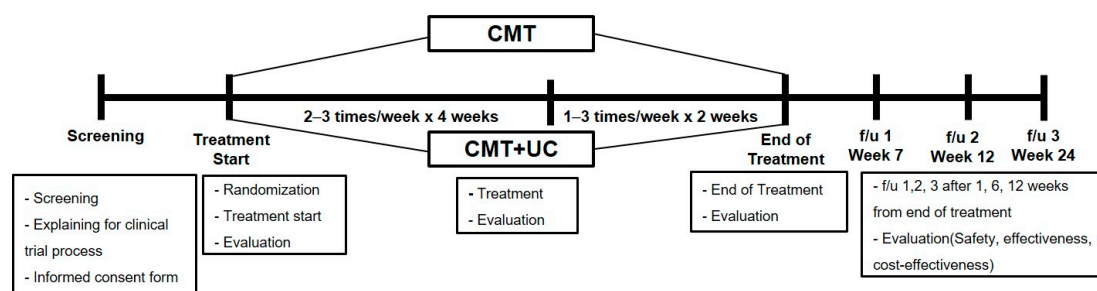 CMT
2–3 times/week x 4 weeks
1–3 times/week x 2 weeks
Screening
Treatment
Start
CMT+UC
End of
Treatment
f/u 1
Week 7
f/u 2
Week 12
f/u 3
Week 24
- Screening
- Explaining for clinical
trial process
- Informed consent form
- Randomization
- Treatment start
- Evaluation
- Treatment
- Evaluation
- End of Treatment
- Evaluation
- f/u 1,2, 3 after 1, 6, 12 weeks
from end of treatment
- Evaluation(Safety, effectiveness,
cost-effectiveness)